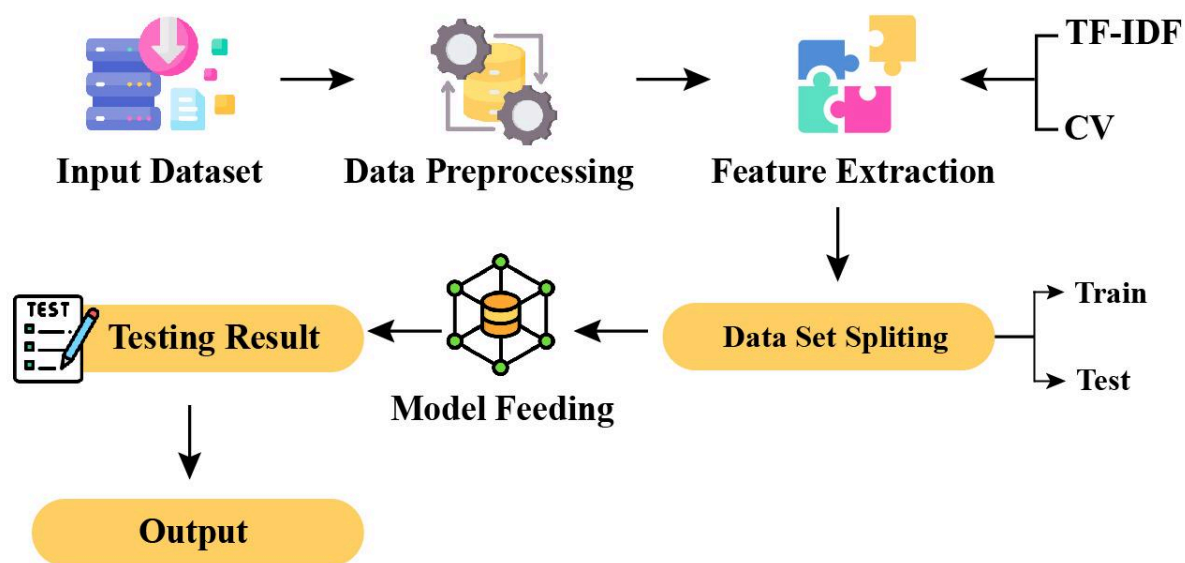 TF-IDF
CV
Input Dataset
Data Preprocessing
Feature Extraction
Train
Data Set Spliting
Test
TEST
Testing Result
Model Feeding
Output